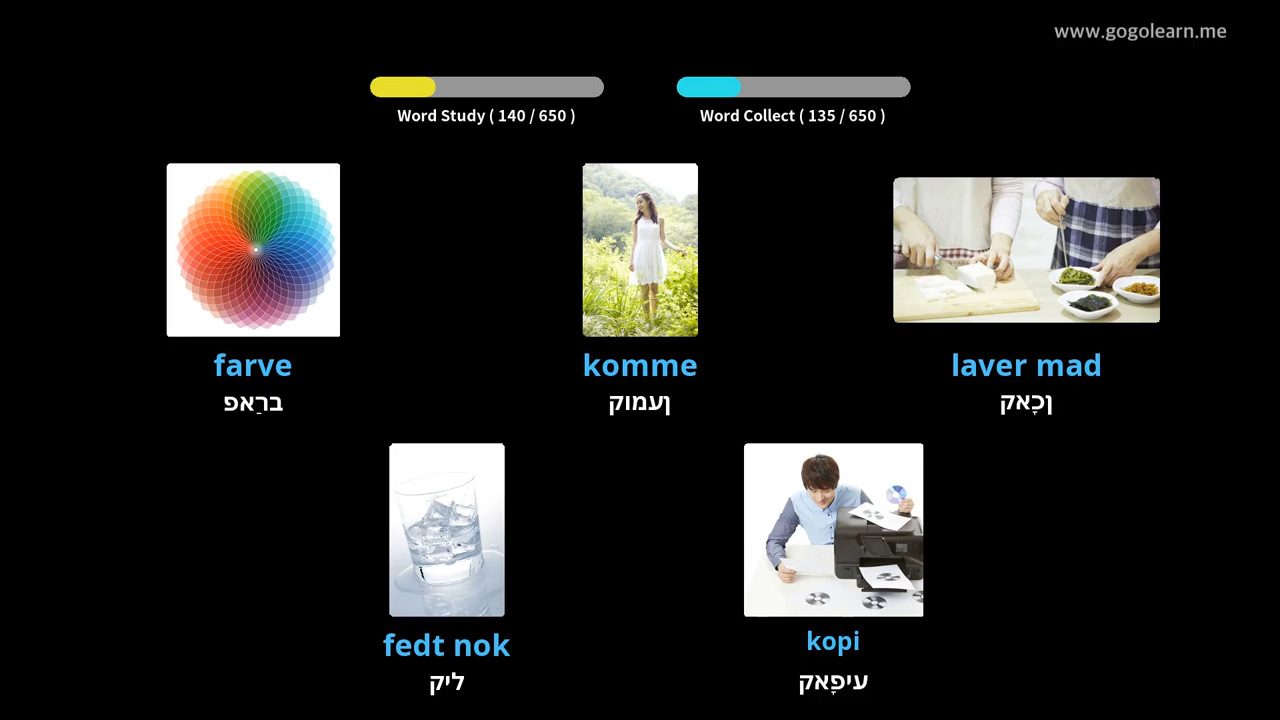 www.gogolearn.me
Word Study ( 140 / 650 )
Word Collect ( 135 / 650 )
farve
ברַאפ
komme
ןעמוק
laver mad
ןכָאק
fedt nok
ליק
kopi
עיפָאק